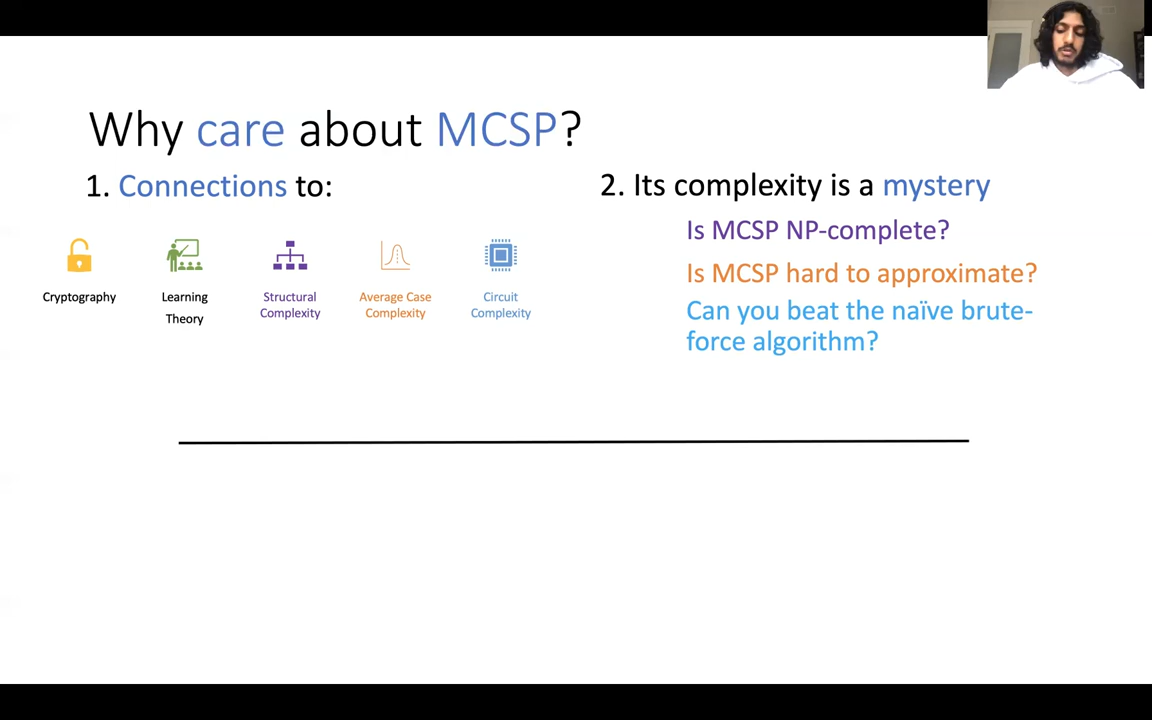 Why care about MCSP?
1. Connections to:
Cryptography
Learning
Theory
Structural
Complexity
Average Case
Complexity
Circuit
Complexity
2. Its complexity is a mystery
Is MCSP NP-complete?
Is MCSP hard to approximate?
Can you beat the naïve brute-
force algorithm?